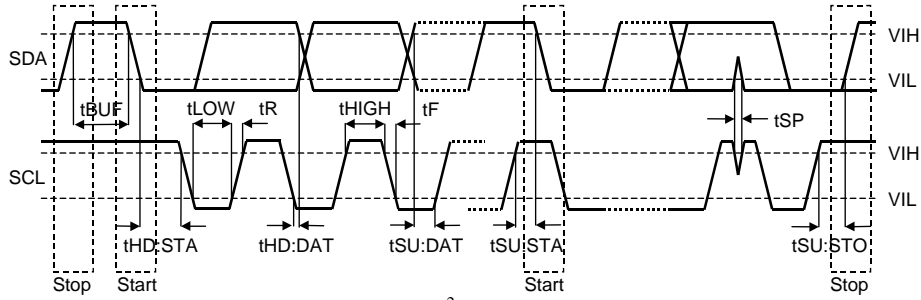 SDA
VIH
VIL
tBUF
tLOW
tR
tHIGH
tF
tSP
SCL
VIH
VIL
tHD:STA
tHD:DAT
tSU:DAT
tSU:STA
tSU:STO
Stop
Start
Start
Stop